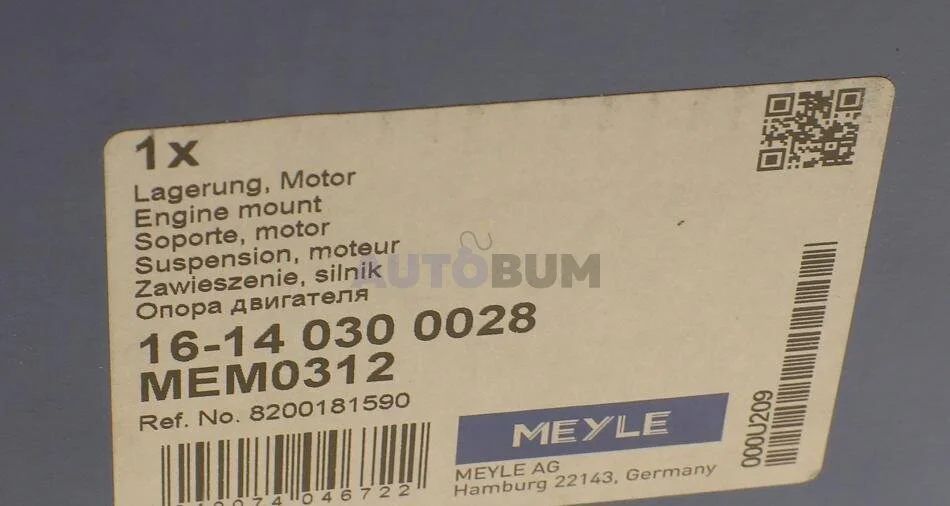 1x
Lagerung, Motor
Engine mount
Soporte, motor
Suspension, moteur
Zawieszenie, silnik
Опора двигателя
AUTOBUM
16-14 030 0028
MEM0312
Ref. No. 8200181590
046722
MEYLE
MEYLE AG
Hamburg 22143, Germany
000U209